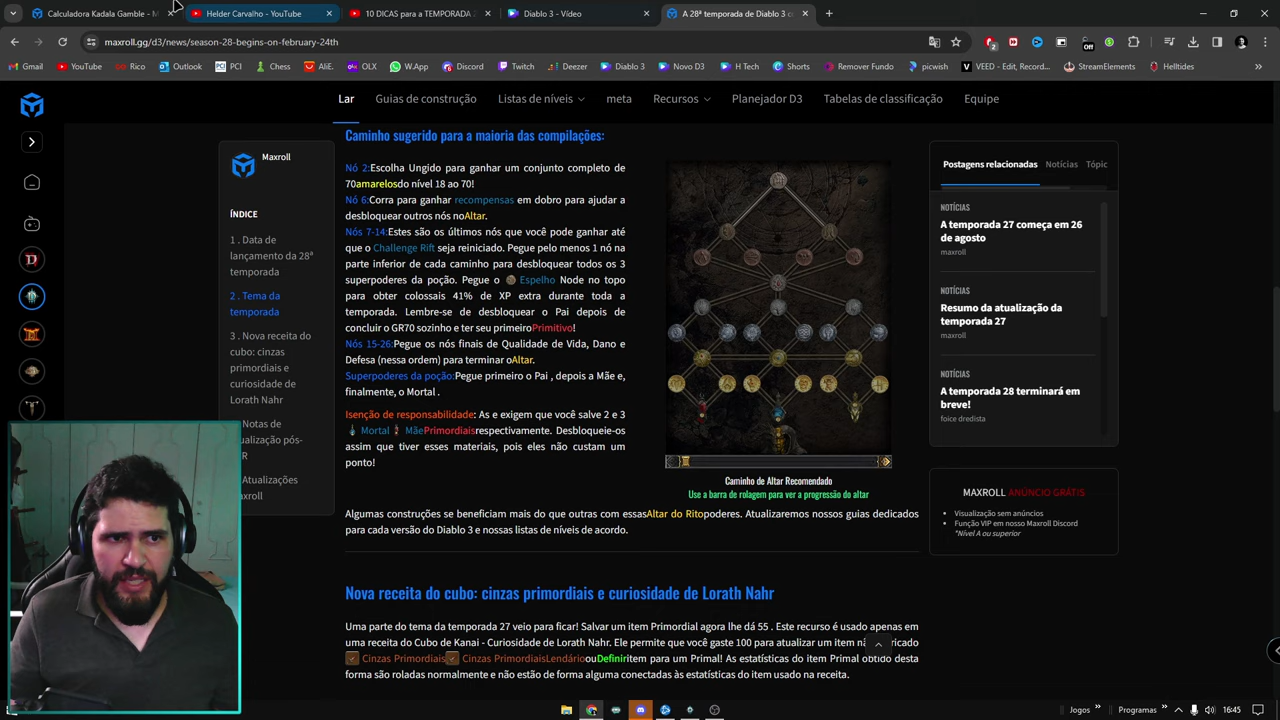 Calculadora Kadala Gamble - M
Helder Carvalho - YouTube
10 DICAS para a TEMPORADA 2
Diablo 3 - Vídeo
A 28ª temporada de Diablo 3 c
maxroll.gg/d3/news/season-28-begins-on-february-24th
Gmail
YouTube
Rico
Outlook
PCI
Chess
AliE.
OLX
W.App
Discord
Twitch
Deezer
Diablo 3
Novo D3
H Tech
Shorts
Remover Fundo
picwish
VEED - Edit, Record...
StreamElements
Helltides
Lar
Guias de construção
Listas de níveis
meta
Recursos
Planejador D3
Tabelas de classificação
Equipe
Maxroll
ÍNDICE
1 . Data de
lançamento da 28ª
temporada
2 . Tema da
temporada
3 . Nova receita do
cubo: cinzas
primordiais e
curiosidade de
Lorath Nahr
Notas de
ualização pós-
R
Atualizações
axroll
Caminho sugerido para a maioria das compilações:
Nó 2:Escolha Ungido para ganhar um conjunto completo de
70amarelosdo nível 18 ao 70!
Nó 6:Corra para ganhar recompensas em dobro para ajudar a
desbloquear outros nós noAltar.
Nós 7-14:Estes são os últimos nós que você pode ganhar até
que o Challenge Rift seja reiniciado. Pegue pelo menos 1 nó na
parte inferior de cada caminho para desbloquear todos os 3
superpoderes da poção. Pegue o Espelho Node no topo
para obter colossais 41% de XP extra durante toda a
temporada. Lembre-se de desbloquear o Pai depois de
concluir o GR70 sozinho e ter seu primeiroPrimitivo!
Nós 15-26:Pegue os nós finais de Qualidade de Vida, Dano e
Defesa (nessa ordem) para terminar oAltar.
Superpoderes da poção:Pegue primeiro o Pai , depois a Mãe e,
finalmente, o Mortal .
Isenção de responsabilidade: As e exigem que você salve 2 e 3
Mortal Mãe Primordiaisrespectivamente. Desbloqueie-os
assim que tiver esses materiais, pois eles não custam um
ponto!
Caminho de Altar Recomendado
Use a barra de rolagem para ver a progressão do altar
Algumas construções se beneficiam mais do que outras com essasAltar do Ritopoderes. Atualizaremos nossos guias dedicados
para cada versão do Diablo 3 e nossas listas de níveis de acordo.
Nova receita do cubo: cinzas primordiais e curiosidade de Lorath Nahr
Uma parte do tema da temporada 27 veio para ficar! Salvar um item Primordial agora lhe dá 55 . Este recurso é usado apenas em
uma receita do Cubo de Kanai - Curiosidade de Lorath Nahr. Ele permite que você gaste 100 para atualizar um item não ricado
Cinzas Primordiais Cinzas PrimordiaisLendárioouDefiniritem para um Primal! As estatísticas do item Primal obtido desta
forma são roladas normalmente e não estão de forma alguma conectadas às estatísticas do item usado na receita.
Postagens relacionadas
Notícias
Tópic
NOTÍCIAS
A temporada 27 começa em 26
de agosto
maxroll
NOTÍCIAS
Resumo da atualização da
temporada 27
maxroll
NOTÍCIAS
A temporada 28 terminará em
breve!
foice dredista
MAXROLL ANÚNCIO GRÁTIS
Visualização sem anúncios
Função VIP em nosso Maxroll Discord
*Nível A ou superior
Off
2
Jogos
Programas
16:45